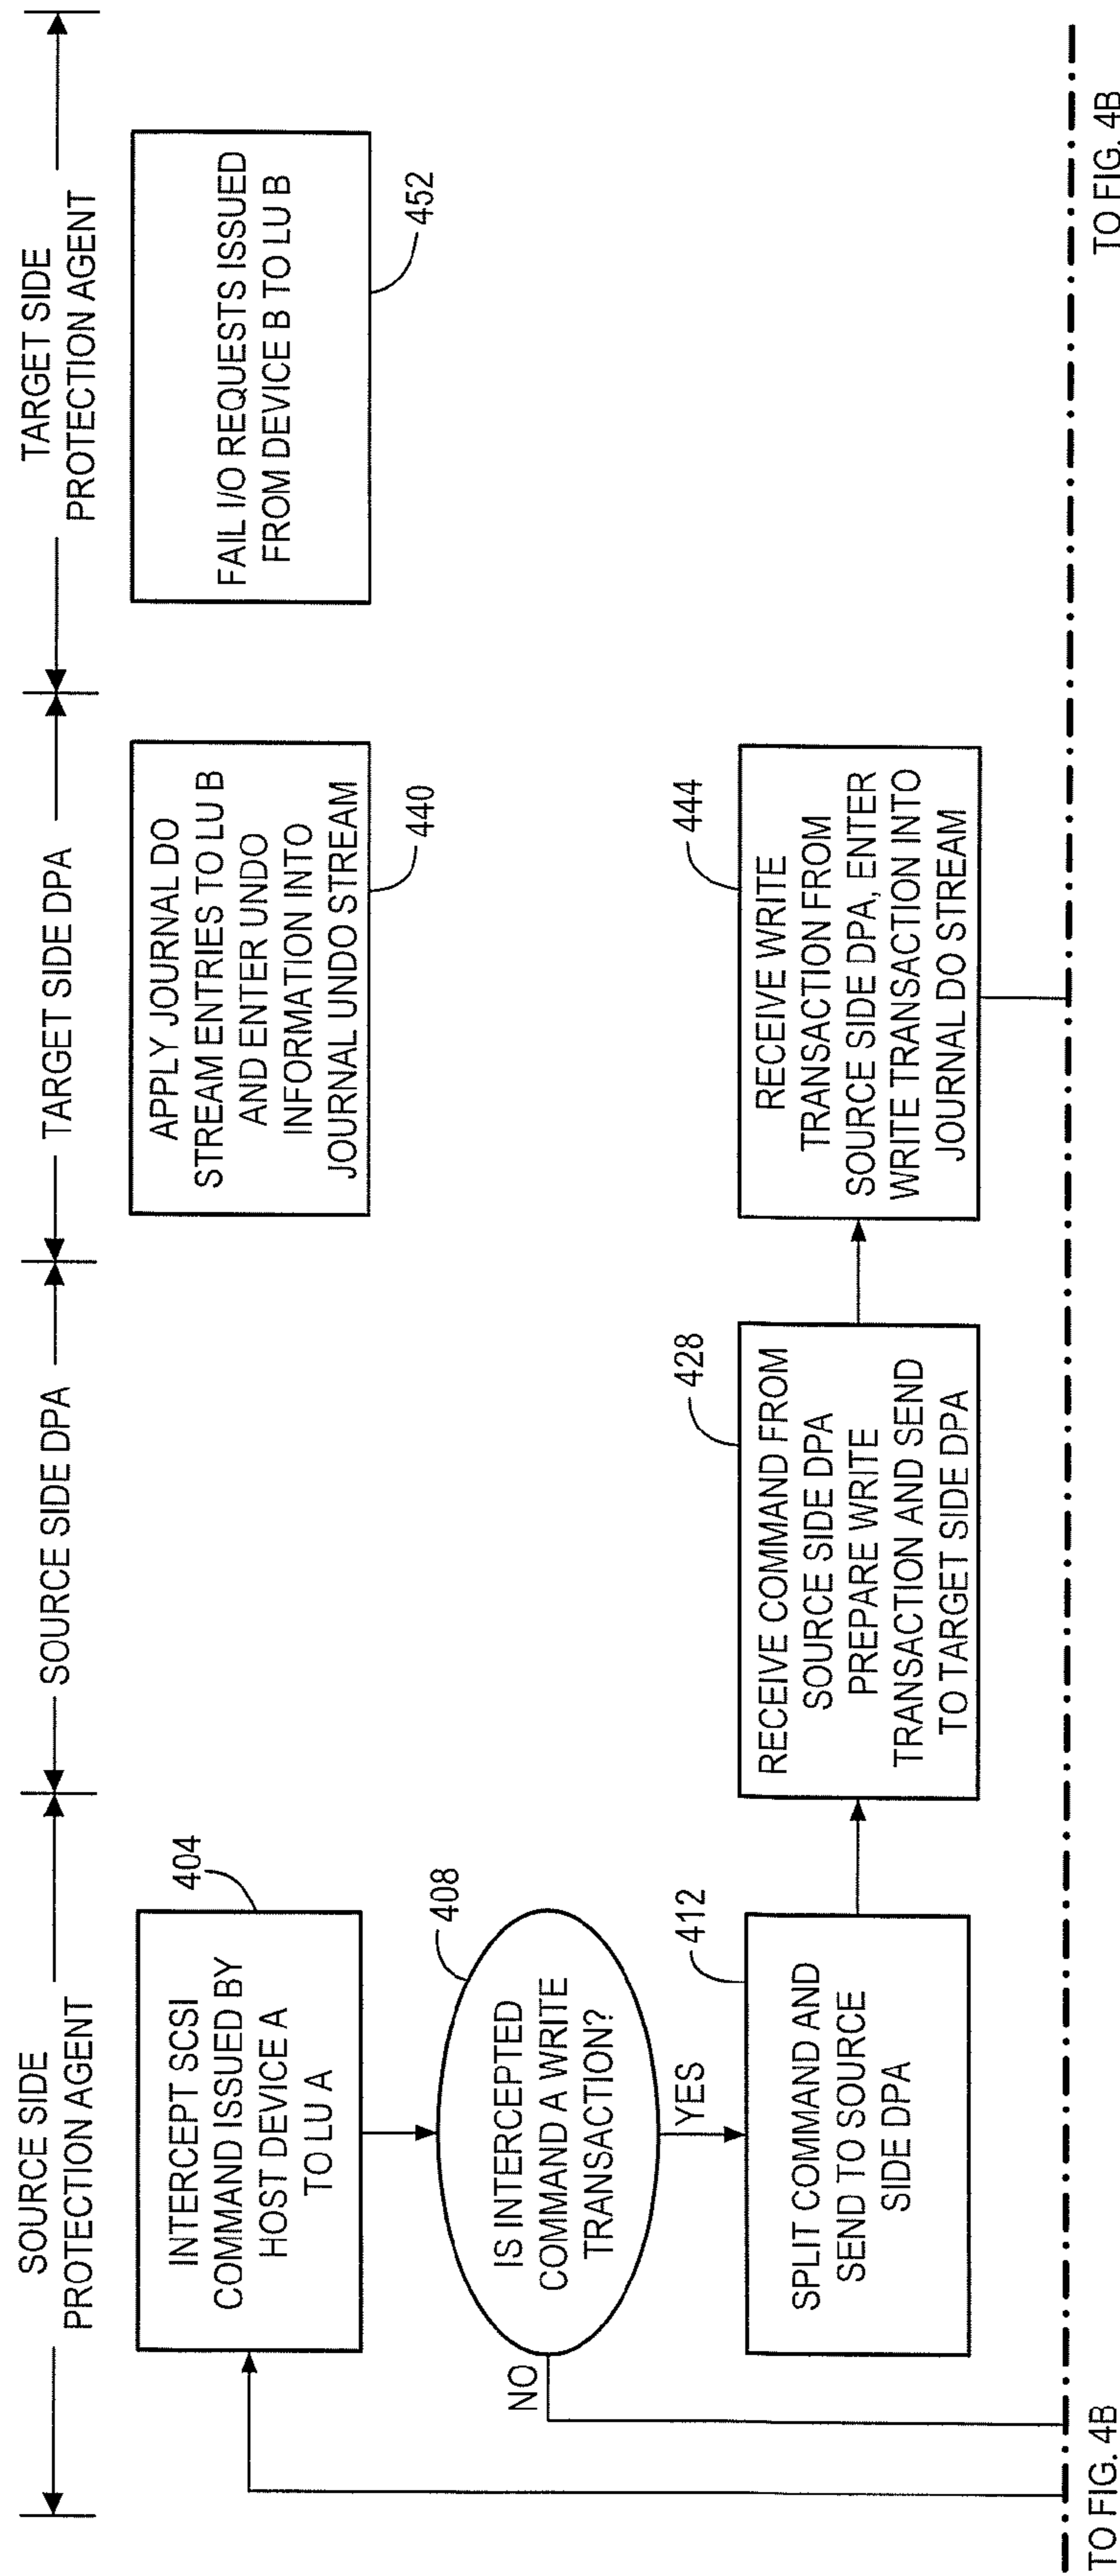 SOURCE SIDE
PROTECTION AGENT
SOURCE SIDE DPA
TARGET SIDE DPA
TARGET SIDE
PROTECTION AGENT
404
INTERCEPT SCSI
COMMAND ISSUED BY
HOST DEVICE A
TO LU A
APPLY JOURNAL DO
STREAM ENTRIES TO LU B
AND ENTER UNDO
INFORMATION INTO
JOURNAL UNDO STREAM
440
FAIL I/O REQUESTS ISSUED
FROM DEVICE B TO LU B
452
408
IS INTERCEPTED
COMMAND A WRITE
TRANSACTION?
NO
YES
412
SPLIT COMMAND AND
SEND TO SOURCE
SIDE DPA
428
RECEIVE COMMAND FROM
SOURCE SIDE DPA
PREPARE WRITE
TRANSACTION AND SEND
TO TARGET SIDE DPA
444
RECEIVE WRITE
TRANSACTION FROM
SOURCE SIDE DPA, ENTER
WRITE TRANSACTION INTO
JOURNAL DO STREAM
TO FIG. 4B
TO FIG. 4B